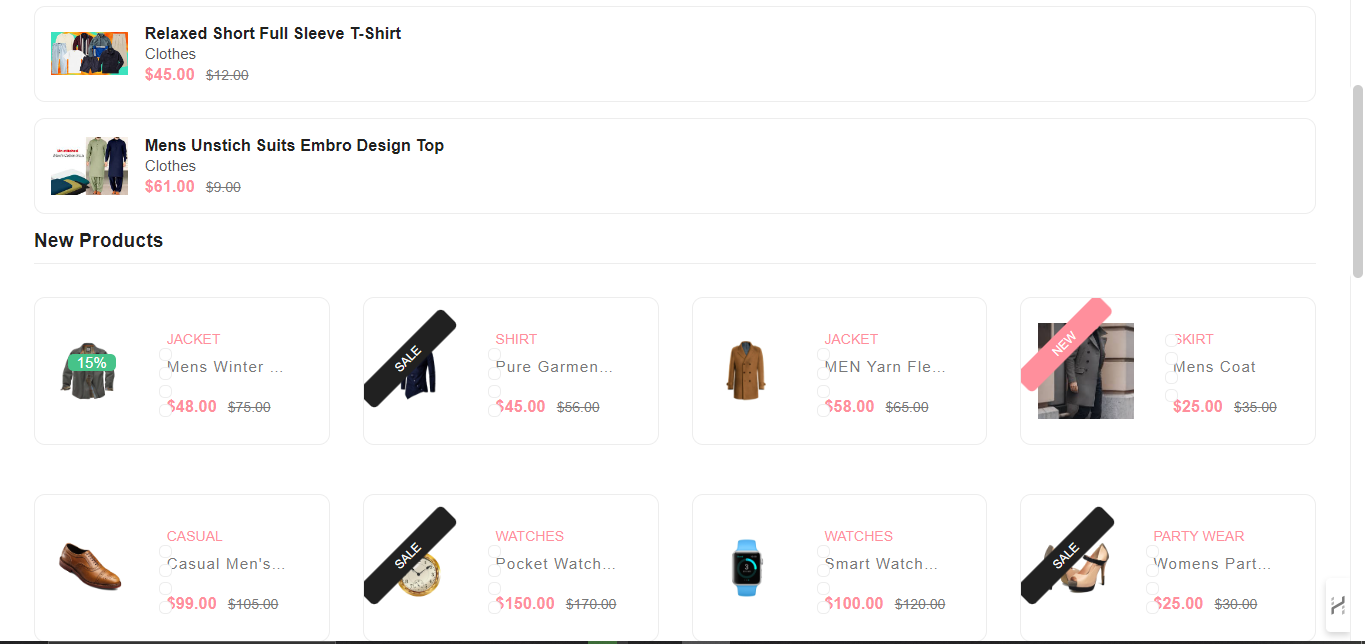 Relaxed Short Full Sleeve T-Shirt
Clothes
$45.00 $12.00
Mens Unstich Suits Embro Design Top
Clothes
$61.00 $9.00
New Products
15%
JACKET
Mens Winter ...
$48.00 $75.00
SALE
SHIRT
Pure Garmen...
$45.00 $56.00
JACKET
MEN Yarn Fle...
$58.00 $65.00
NEW
SKIRT
Mens Coat
$25.00 $35.00
CASUAL
Casual Men's...
$99.00 $105.00
SALE
WATCHES
Pocket Watch...
$150.00 $170.00
WATCHES
Smart Watch...
$100.00 $120.00
SALE
PARTY WEAR
Womens Part...
$25.00 $30.00